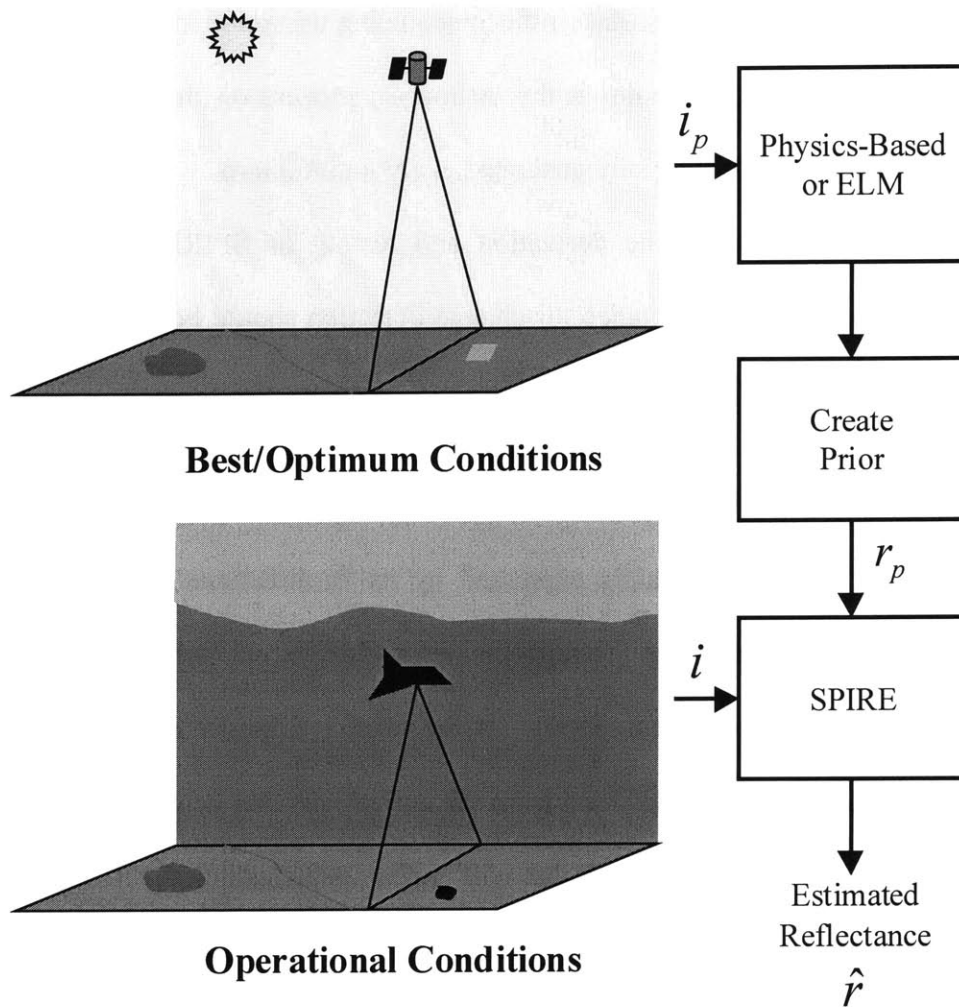 i_p
Physics-Based
or ELM
Best/Optimum Conditions
Create
Prior
r_p
i
SPIRE
Operational Conditions
Estimated
Reflectance
r̂